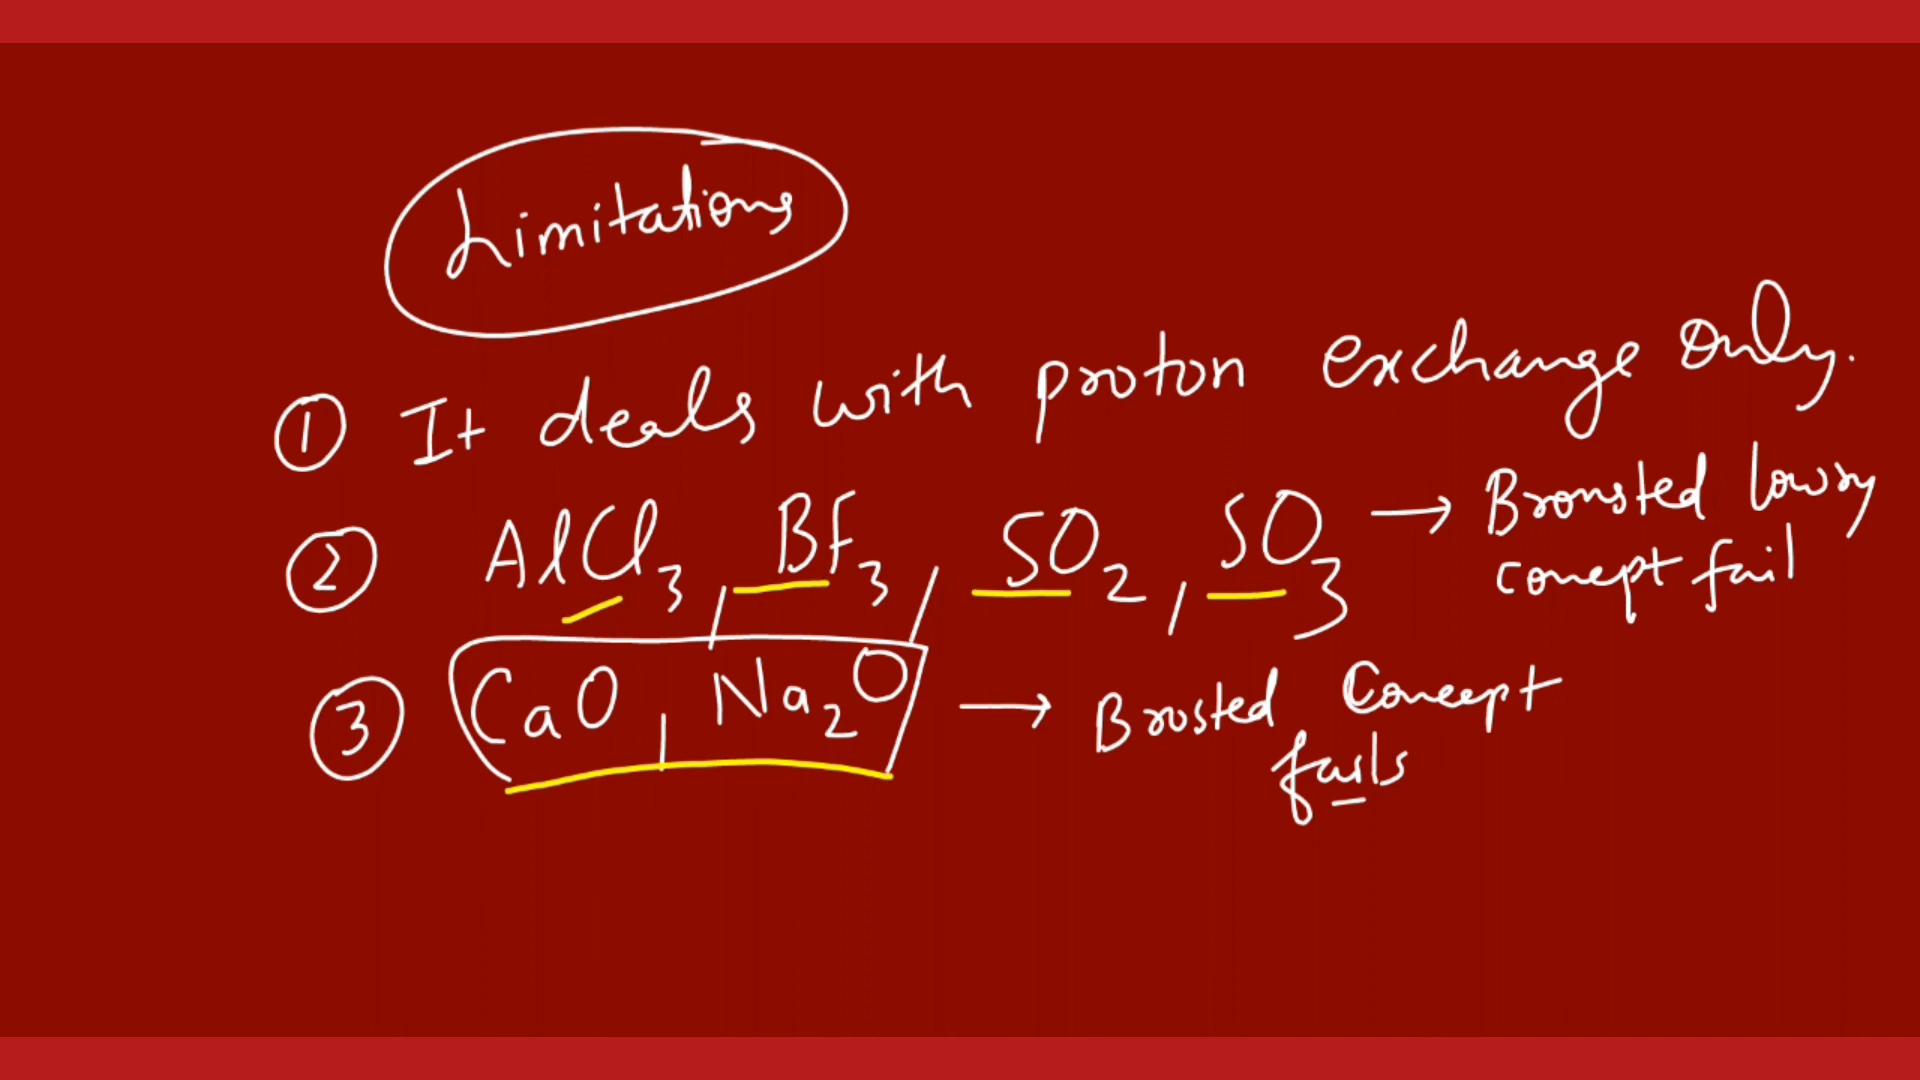 Limitations
① It deals with proton exchange only.
② AlCl₃, BF₃, SO₂, SO₃ → Bronsted lowry
concept fail
③ CaO, Na₂O → Brosted Concept
fails